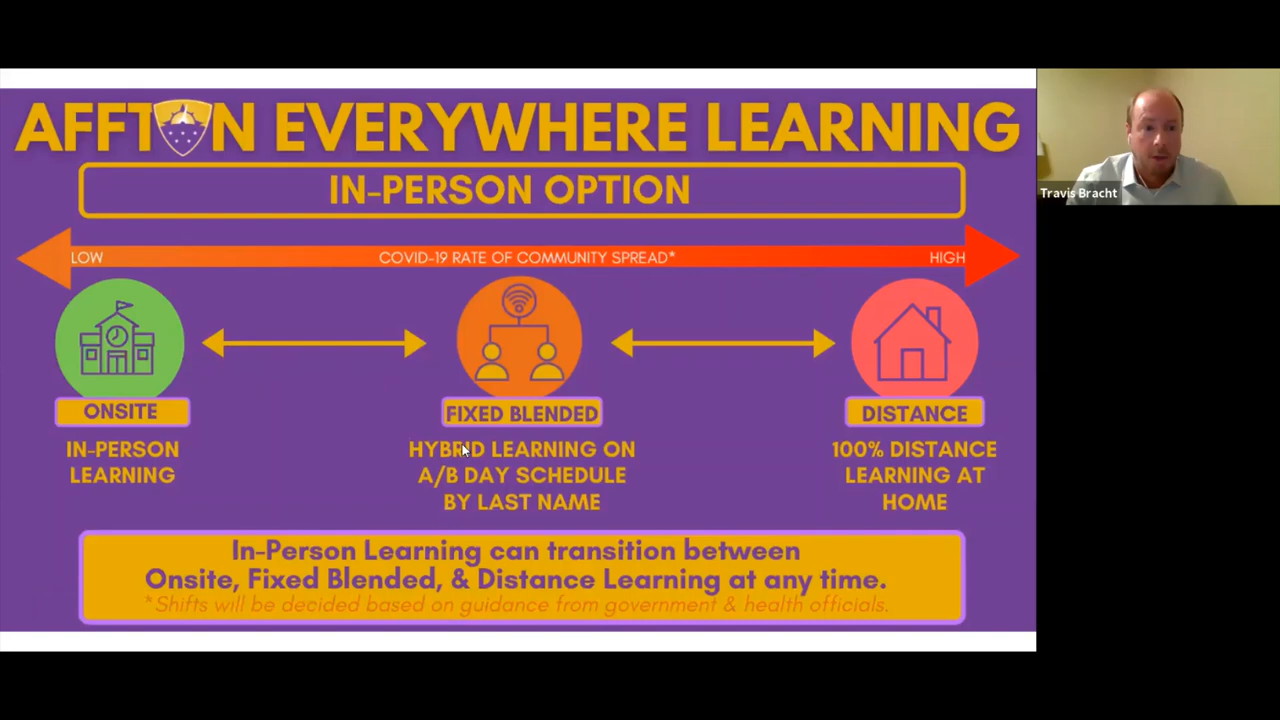 AFFTON EVERYWHERE LEARNING
IN-PERSON OPTION
LOW COVID-19 RATE OF COMMUNITY SPREAD* HIGH
ONSITE
IN-PERSON
LEARNING
FIXED BLENDED
HYBRID LEARNING ON
A/B DAY SCHEDULE
BY LAST NAME
DISTANCE
100% DISTANCE
LEARNING AT
HOME
In-Person Learning can transition between
Onsite, Fixed Blended, & Distance Learning at any time.
*Shifts will be decided based on guidance from government & health officials.
Travis Bracht